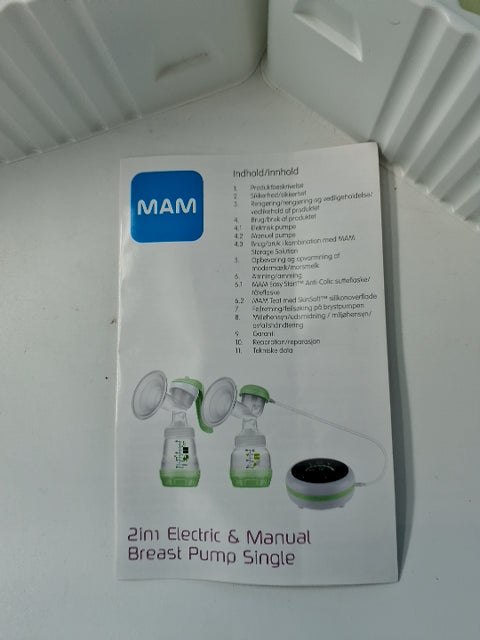 MAM
Indhold/innhold
1. Produktbeskrivelse
2. Sikkerhed/sikkerhet
3. Rengøring/rengjøring og vedligeholdelse/
vedlikehold af produktet
4. Brug/bruk af produktet
4.1 Elektrisk pumpe
4.2 Manuel pumpe
4.3 Brug/bruk i kombination med MAM
Storage Solution
5. Opbevaring og opvarmning af
modermælk/morsmelk
6. Amning/amming
6.1 MAM Easy Start™ Anti-Colic sutteflaske/
tåteflaske
6.2 MAM Teat med SkinSoft™ silikonoverflade
7. Fejlretning/feilsøking på brystpumpen
8. Miljøhensyn/udsmidning / miljøhensyn/
avfallshåndtering
9. Garanti
10. Reparation/reparasjon
11. Tekniske data
2in1 Electric & Manual
Breast Pump Single